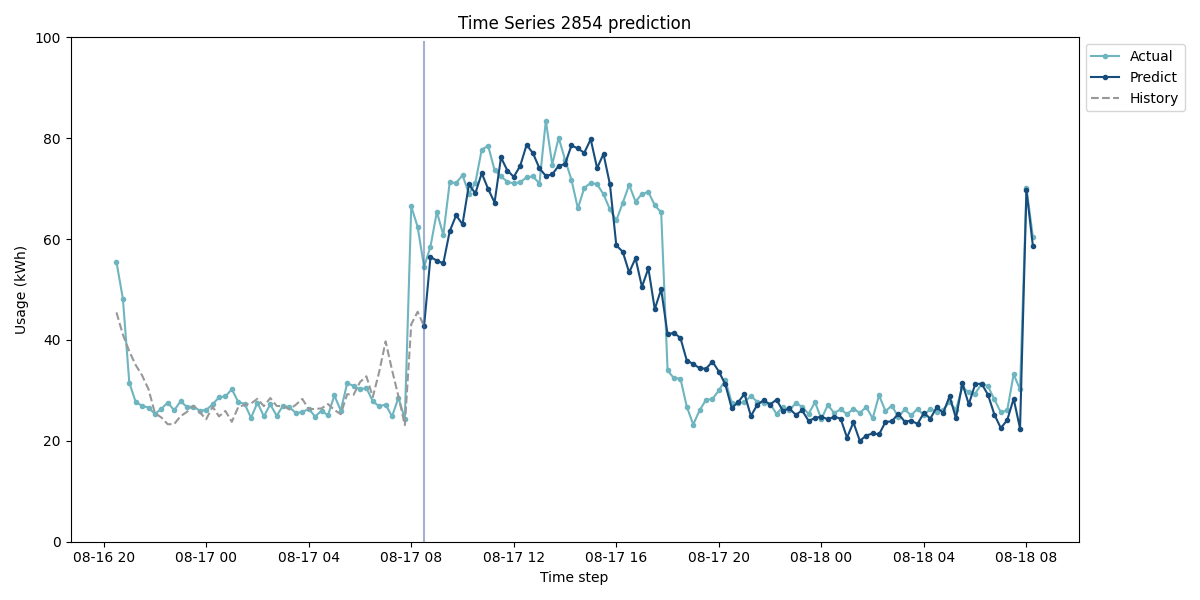 Time Series 2854 prediction
100
80
60
40
20
0
Usage (kWh)
08-16 20
08-17 00
08-17 04
08-17 08
08-17 12
08-17 16
08-17 20
08-18 00
08-18 04
08-18 08
Time step
Actual
Predict
History